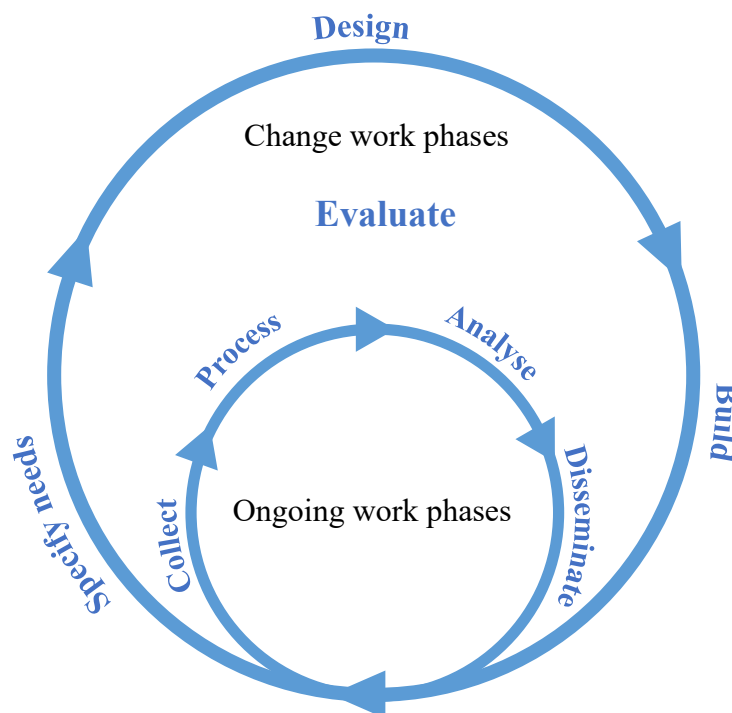 Design
Change work phases
Evaluate
Process
Analyse
Build
Specify needs
Collect
Ongoing work phases
Disseminate